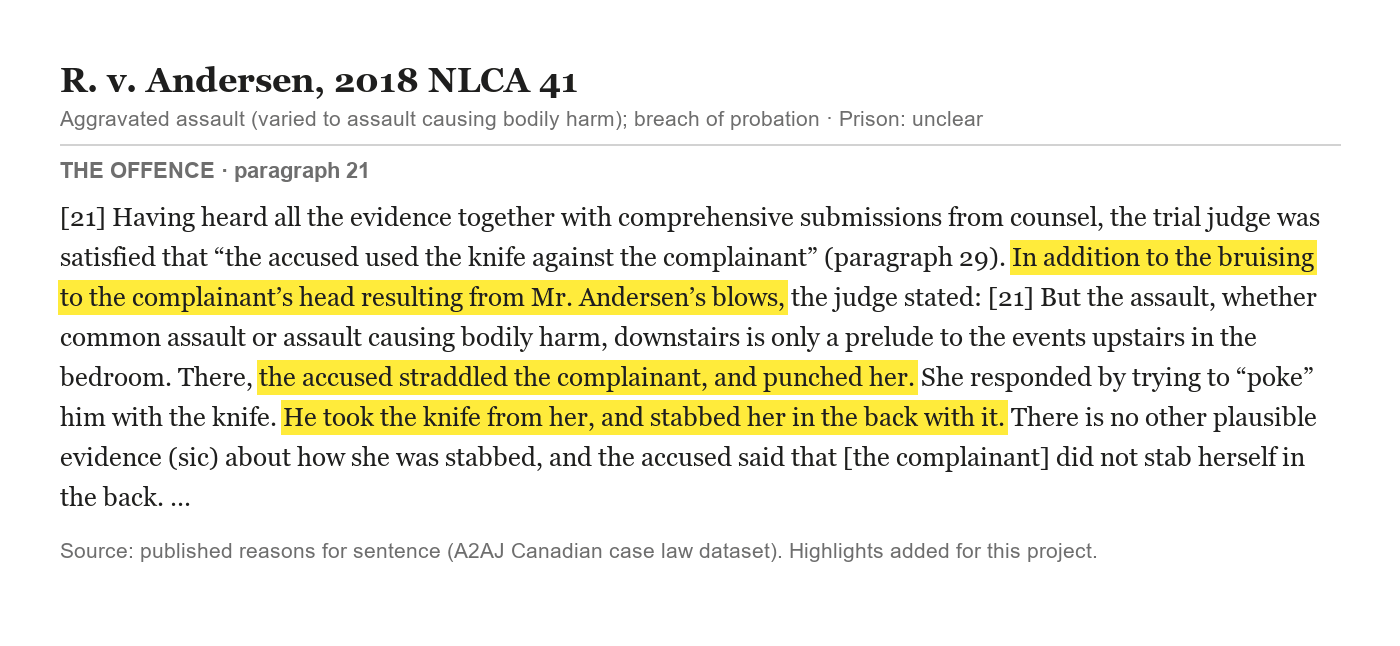 R. v. Andersen, 2018 NLCA 41
Aggravated assault (varied to assault causing bodily harm); breach of probation · Prison: unclear
THE OFFENCE · paragraph 21
[21] Having heard all the evidence together with comprehensive submissions from counsel, the trial judge was
satisfied that “the accused used the knife against the complainant” (paragraph 29). In addition to the bruising
to the complainant’s head resulting from Mr. Andersen’s blows, the judge stated: [21] But the assault, whether
common assault or assault causing bodily harm, downstairs is only a prelude to the events upstairs in the
bedroom. There, the accused straddled the complainant, and punched her. She responded by trying to “poke”
him with the knife. He took the knife from her, and stabbed her in the back with it. There is no other plausible
evidence (sic) about how she was stabbed, and the accused said that [the complainant] did not stab herself in
the back. ...
Source: published reasons for sentence (A2AJ Canadian case law dataset). Highlights added for this project.